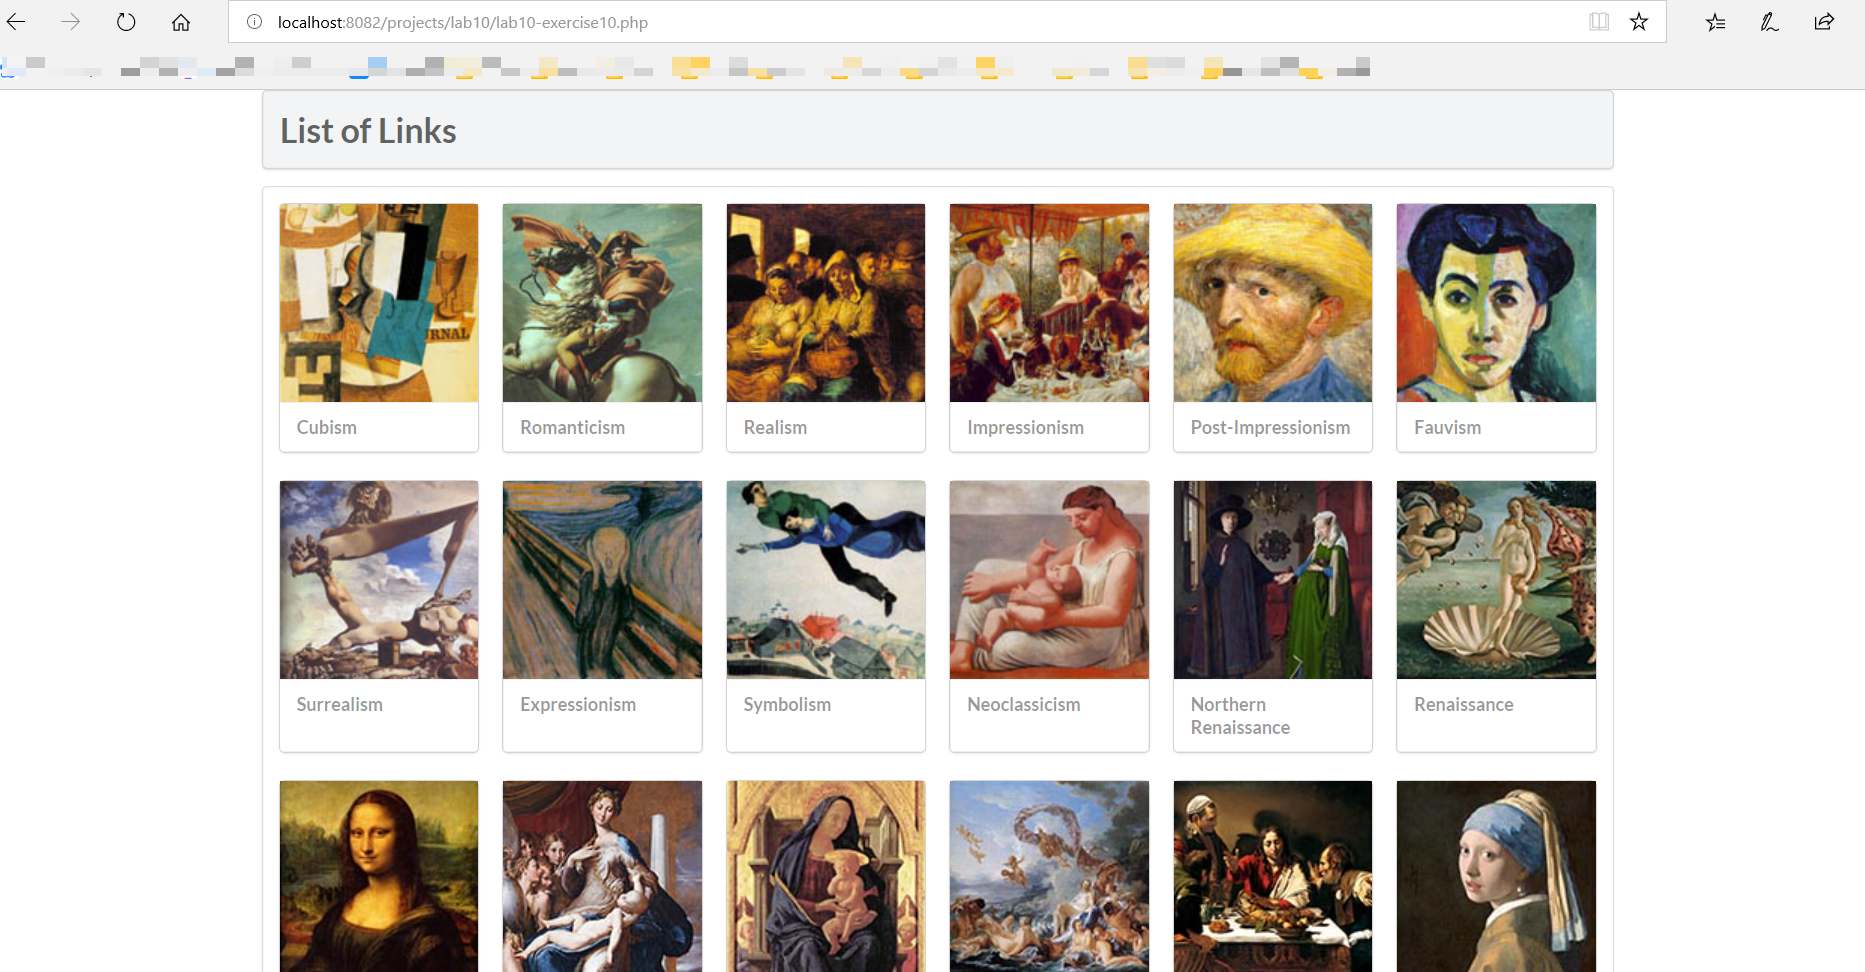 localhost:8082/projects/lab10/lab10-exercise10.php
List of Links
JRNAL
Cubism
Romanticism
Realism
Impressionism
Post-Impressionism
Fauvism
Surrealism
Expressionism
Symbolism
Neoclassicism
Northern
Renaissance
Renaissance